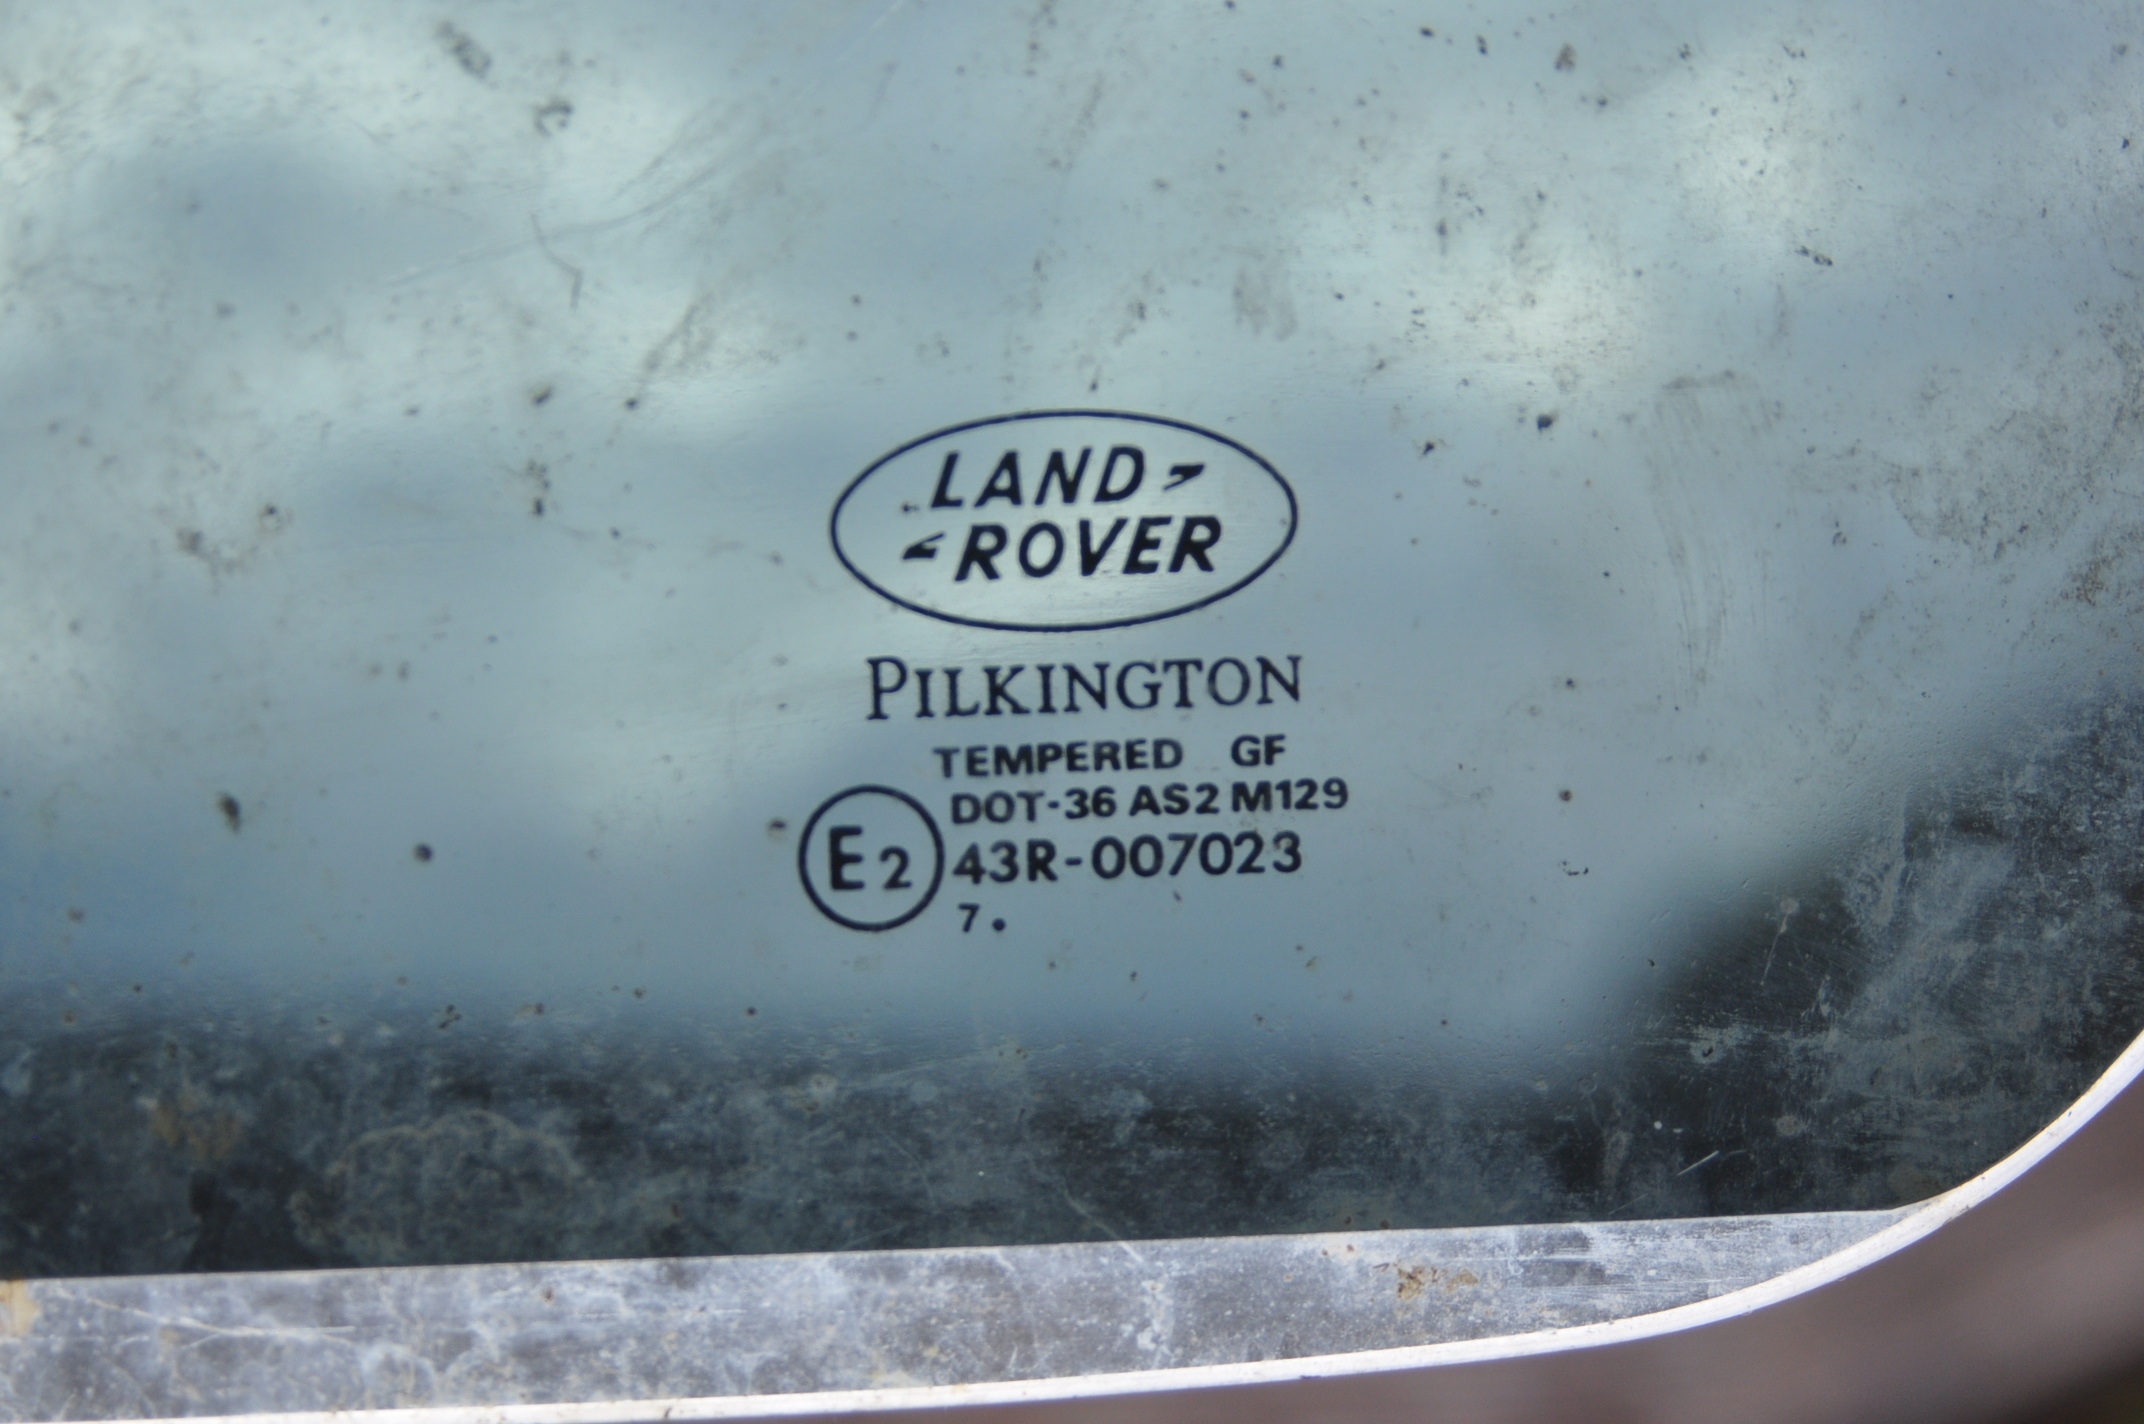 LAND
ROVER
PILKINGTON
TEMPERED GF
DOT-36 AS2 M129
E2 43R-007023
7.